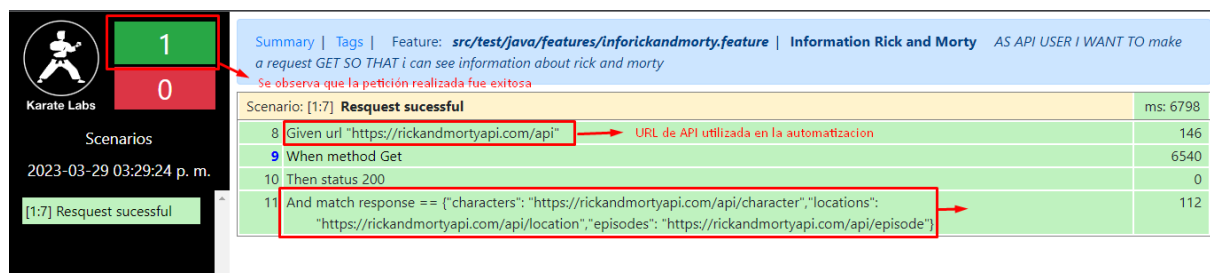 Karate Labs
1
0
Scenarios
2023-03-29 03:29:24 p. m.
[1:7] Resquest sucessful
Summary | Tags | Feature: src/test/java/features/inforickandmorty.feature | Information Rick and Morty AS API USER I WANT TO make
a request GET SO THAT i can see information about rick and morty
Se observa que la petición realizada fue exitosa
Scenario: [1:7] Resquest sucessful ms: 6798
8 Given url "https://rickandmortyapi.com/api" URL de API utilizada en la automatizacion 146
9 When method Get 6540
10 Then status 200 0
11 And match response == {"characters": "https://rickandmortyapi.com/api/character","locations": 112
"https://rickandmortyapi.com/api/location","episodes": "https://rickandmortyapi.com/api/episode"}